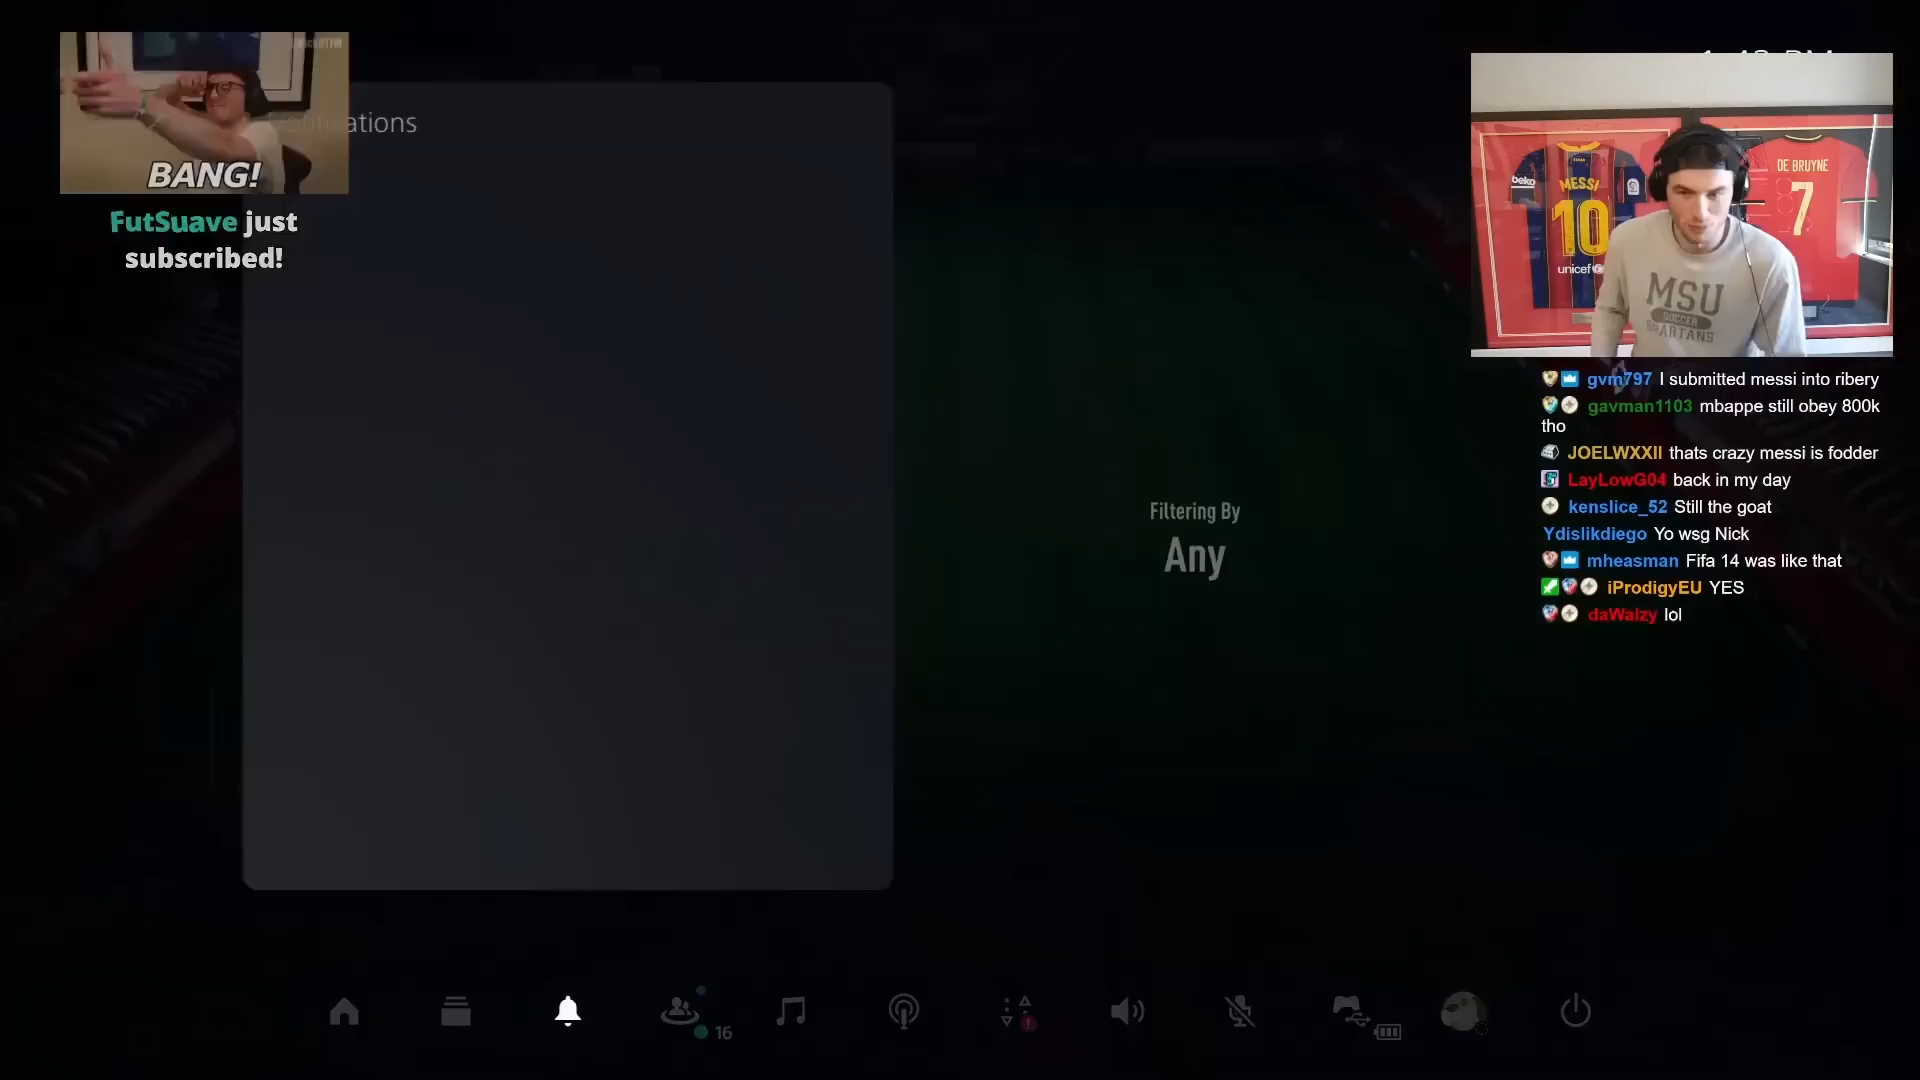 BANG!
FutSuave just
subscribed!
MESSI
10
beko
unicef
DE BRUYNE
7
MSU
SOCCER
SPARTANS
gvm797 I submitted messi into ribery
gavman1103 mbappe still obey 800k
tho
JOELWXXII thats crazy messi is fodder
LayLowG04 back in my day
kenslice_52 Still the goat
Ydislikdiego Yo wsg Nick
mheasman Fifa 14 was like that
iProdigyEU YES
daWalzy lol
Filtering By
Any
16